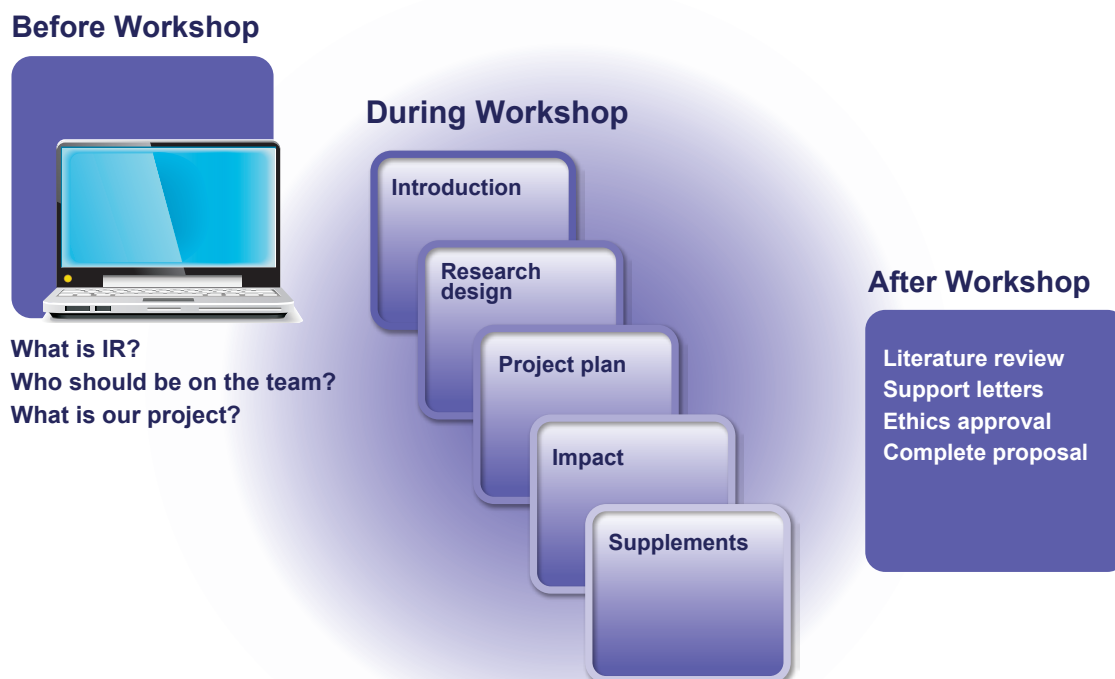 Before Workshop
What is IR?
Who should be on the team?
What is our project?
During Workshop
Introduction
Research
design
Project plan
Impact
Supplements
After Workshop
Literature review
Support letters
Ethics approval
Complete proposal